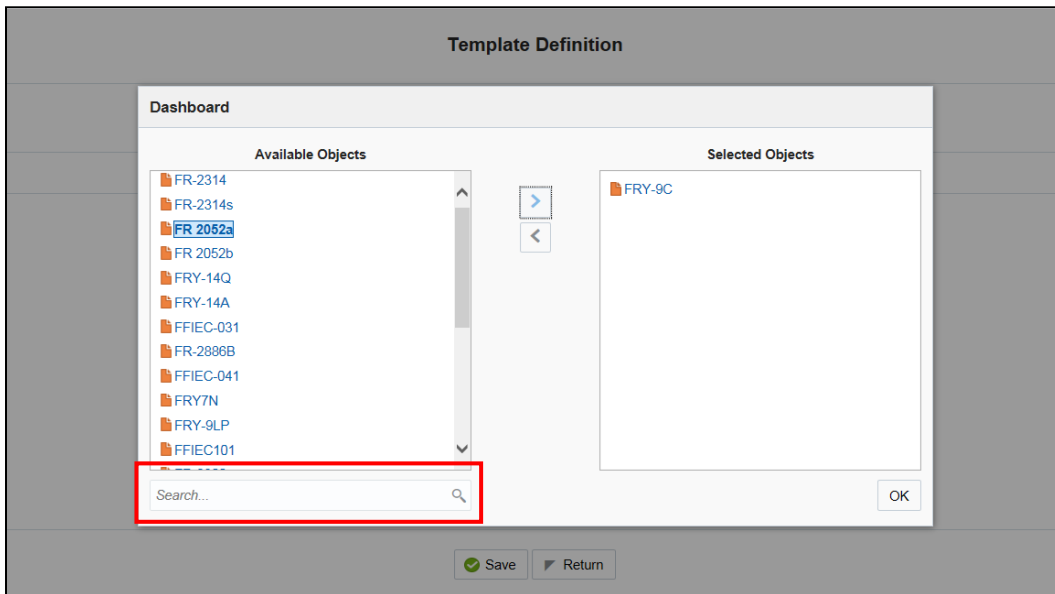 Template Definition
Dashboard
Available Objects
Selected Objects
FR-2314
FR-2314s
FR 2052a
FR 2052b
FRY-14Q
FRY-14A
FFIEC-031
FR-2886B
FFIEC-041
FRY7N
FRY-9LP
FFIEC101
FRY-9C
Search...
OK
Save
Return